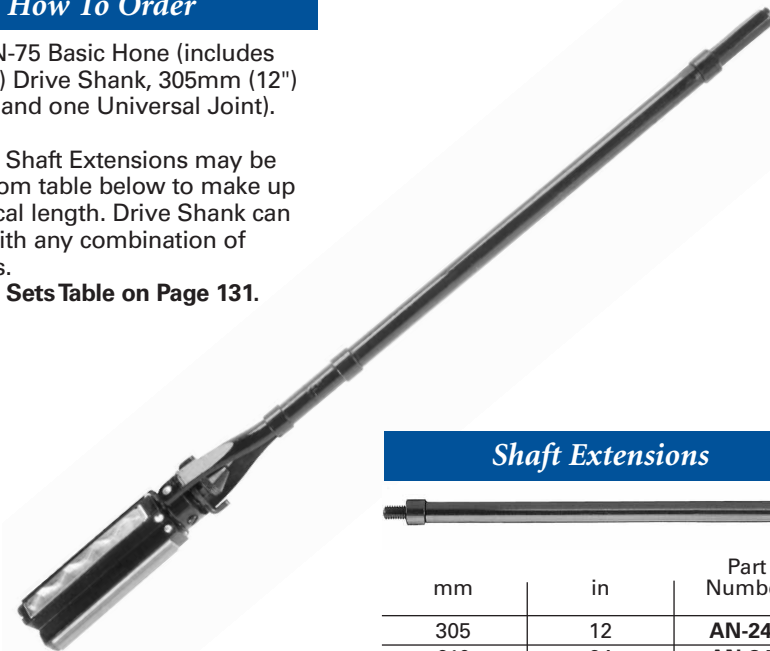 How To Order
N-75 Basic Hone (includes
) Drive Shank, 305mm (12")
and one Universal Joint).
Shaft Extensions may be
om table below to make up
cal length. Drive Shank can
ith any combination of
s.
Sets Table on Page 131.
Shaft Extensions
Part
mm in Numbe
305 12 AN-24